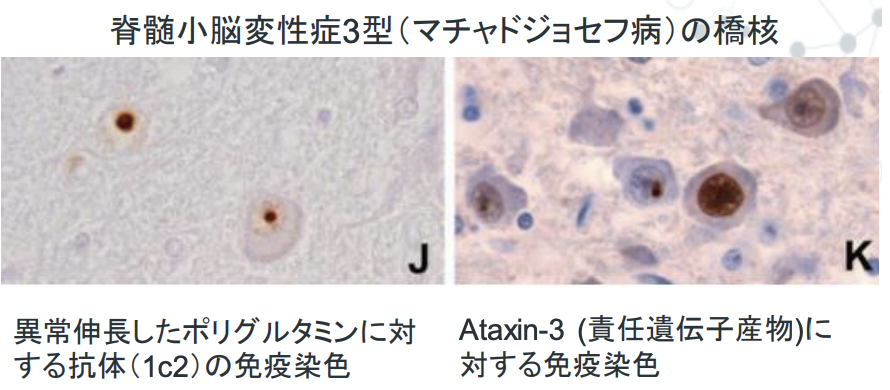 脊髄小脳変性症3型（マチャドジョセフ病）の橋核
J
K
異常伸長したポリグルタミンに対
する抗体（1c2）の免疫染色
Ataxin-3 (責任遺伝子産物)に
対する免疫染色